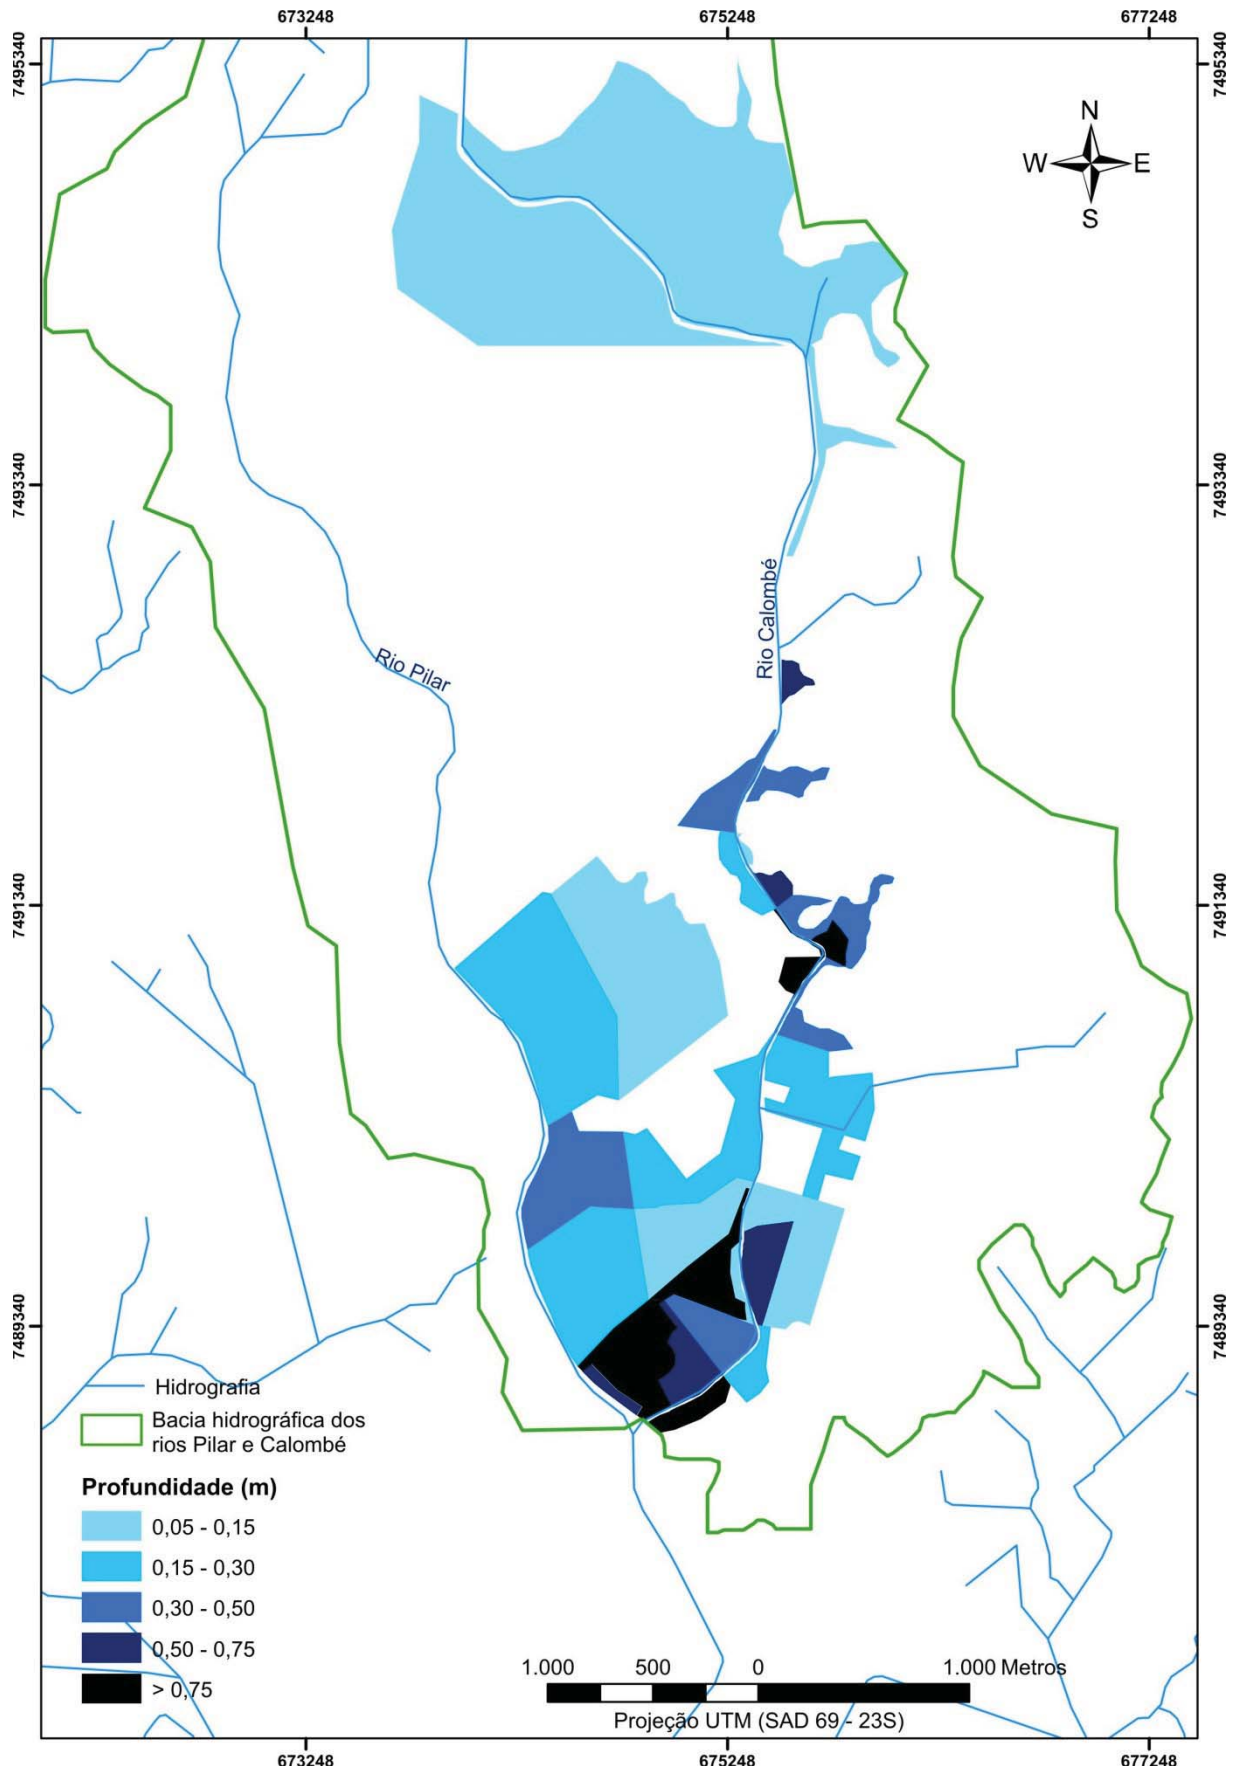 673248
675248
677248
7495340
7495340
N
W
E
S
7493340
7493340
Rio Calombé
Rio Pilar
7491340
7491340
7489340
7489340
Hidrografia
Bacia hidrográfica dos
rios Pilar e Calombé
Profundidade (m)
0,05 - 0,15
0,15 - 0,30
0,30 - 0,50
0,50 - 0,75
> 0,75
1.000
500
0
1.000 Metros
Projeção UTM (SAD 69 - 23S)
673248
675248
677248